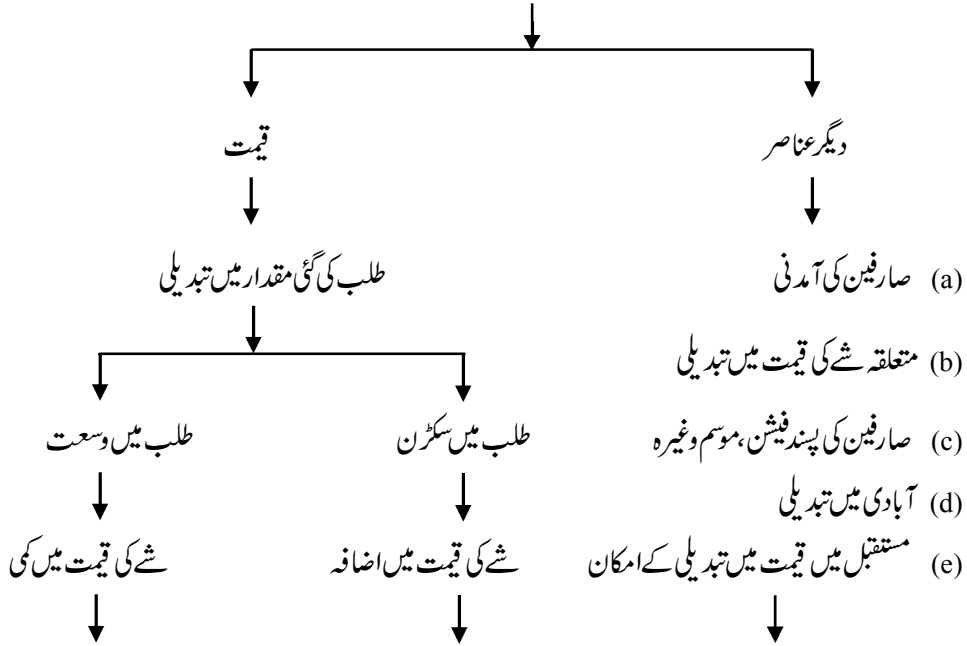 دیگر عناصر
قیمت
(a) صارفین کی آمدنی
طلب کی گئی مقدار میں تبدیلی
(b) متعلقہ شے کی قیمت میں تبدیلی
(c) صارفین کی پسند فیشن، موسم وغیرہ
طلب میں سکڑن
طلب میں وسعت
(d) آبادی میں تبدیلی
(e) مستقبل میں قیمت میں تبدیلی کے امکان
شے کی قیمت میں اضافہ
شے کی قیمت میں کمی